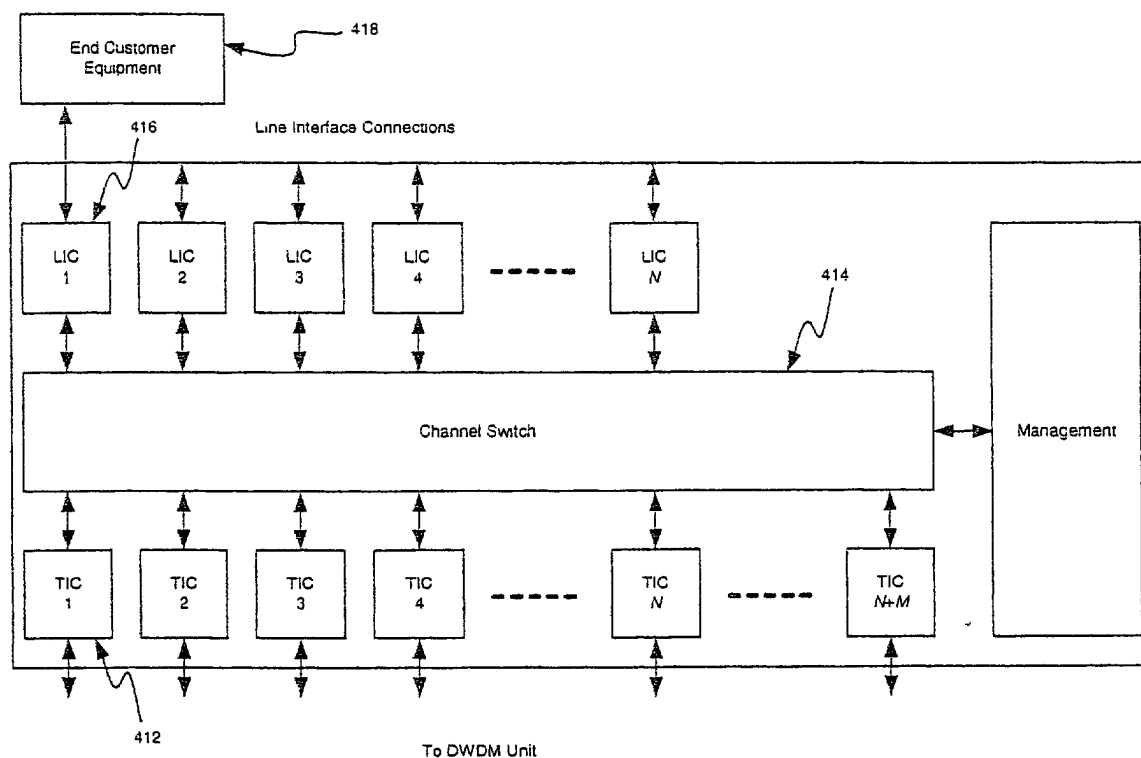 End Customer
Equipment
418
416
Line Interface Connections
LIC
1
LIC
2
LIC
3
LIC
4
LIC
N
414
Channel Switch
Management
TIC
1
TIC
2
TIC
3
TIC
4
TIC
N
TIC
N+M
412
To DWDM Unit